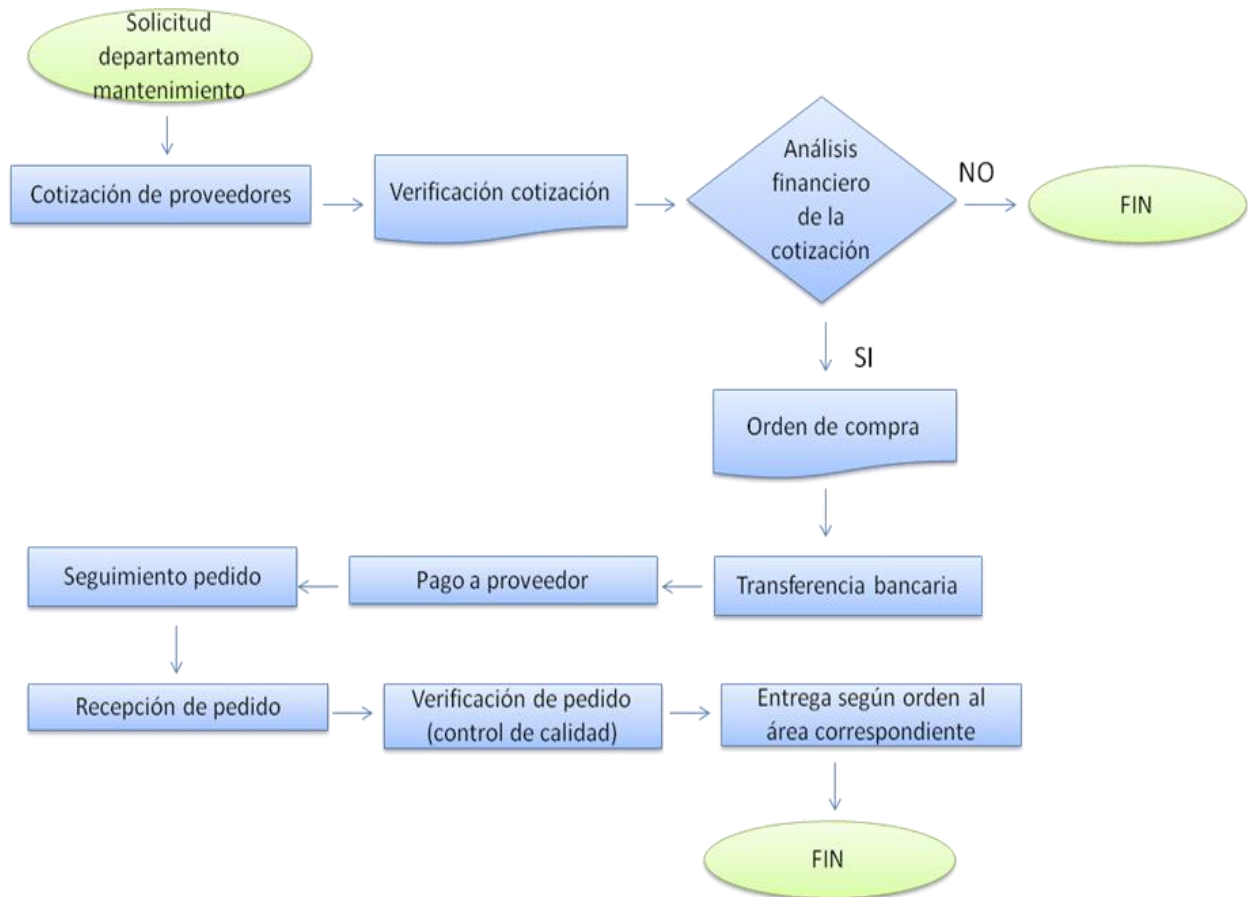 Solicitud
departamento
mantenimiento
Cotización de proveedores
Verificación cotización
Análisis
financiero
de la
cotización
NO
FIN
SI
Orden de compra
Transferencia bancaria
Pago a proveedor
Seguimiento pedido
Recepción de pedido
Verificación de pedido
(control de calidad)
Entrega según orden al
área correspondiente
FIN